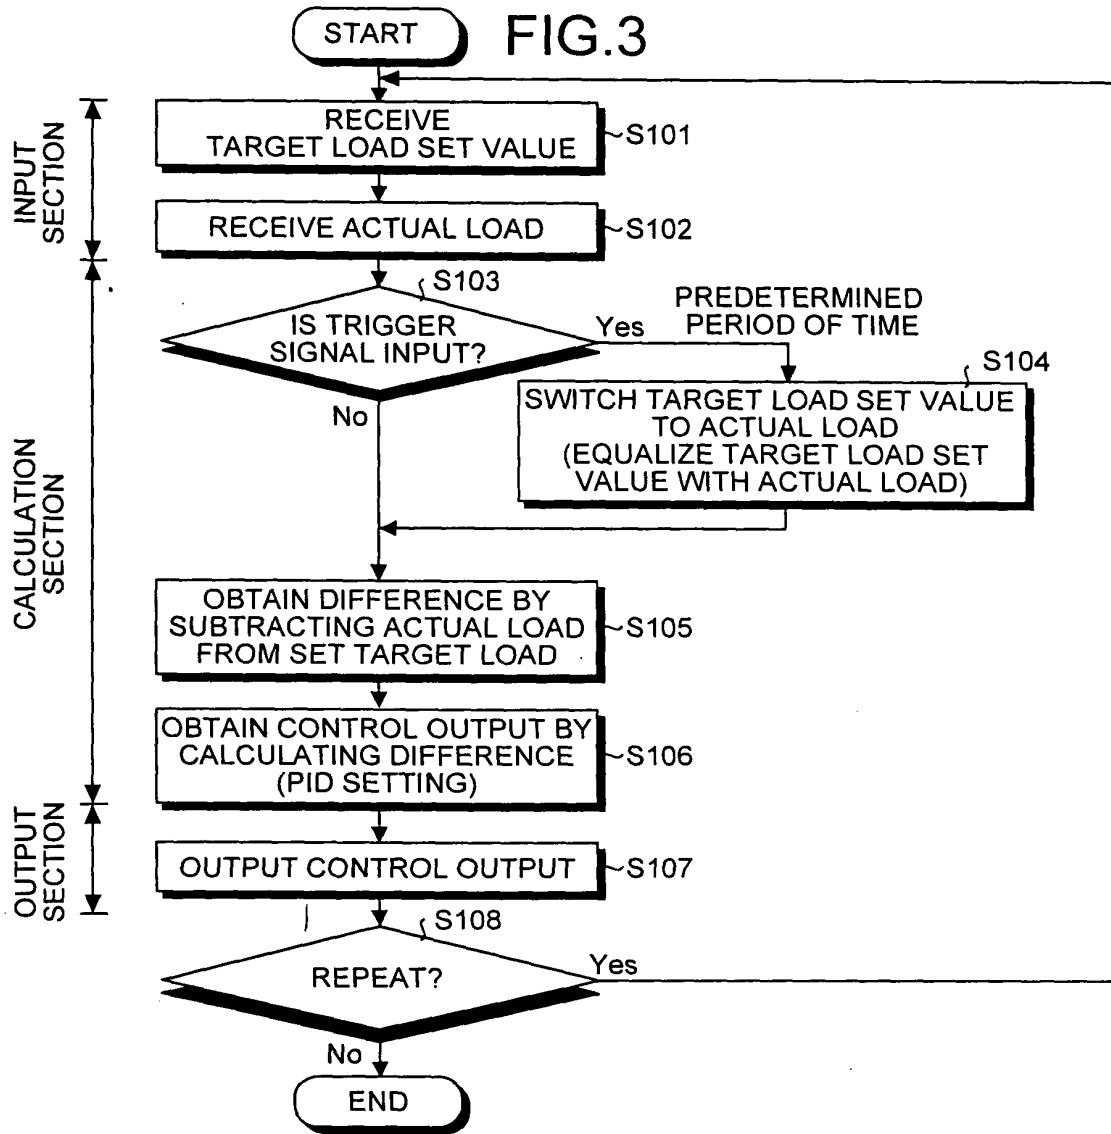 START
FIG.3
INPUT
SECTION
RECEIVE
TARGET LOAD SET VALUE
S101
RECEIVE ACTUAL LOAD
S102
CALCULATION
SECTION
S103
IS TRIGGER
SIGNAL INPUT?
Yes
PREDETERMINED
PERIOD OF TIME
No
S104
SWITCH TARGET LOAD SET VALUE
TO ACTUAL LOAD
(EQUALIZE TARGET LOAD SET
VALUE WITH ACTUAL LOAD)
OBTAIN DIFFERENCE BY
SUBTRACTING ACTUAL LOAD
FROM SET TARGET LOAD
S105
OBTAIN CONTROL OUTPUT BY
CALCULATING DIFFERENCE
(PID SETTING)
S106
OUTPUT
SECTION
OUTPUT CONTROL OUTPUT
S107
S108
REPEAT?
Yes
No
END